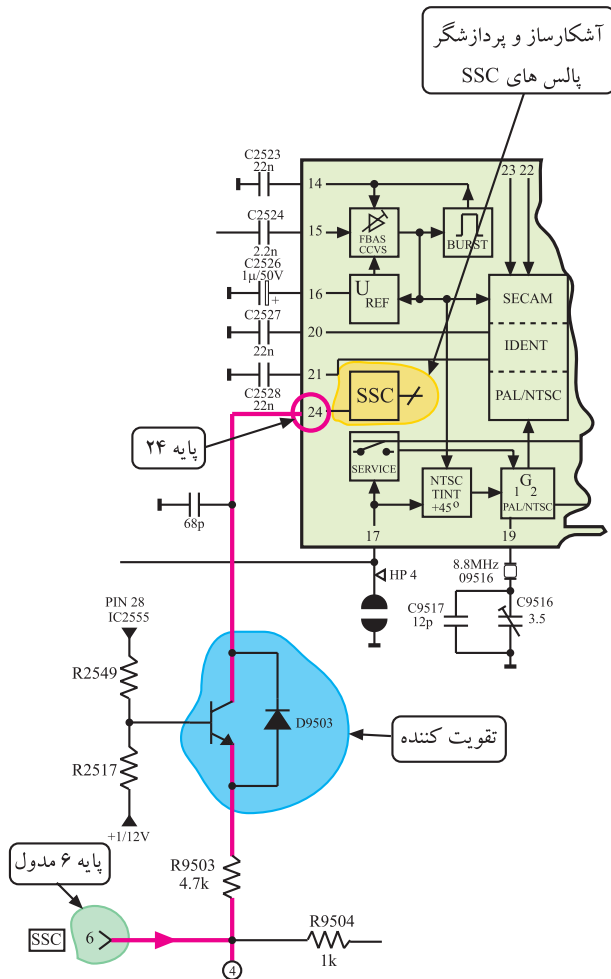 آشکارساز و پردازشگر
پالس های SSC
C2523
22n
14
23 22
C2524
2.2n
15
FBAS
CCVS
BURST
C2526
1µ/50V
+
16
U
REF
SECAM
C2527
22n
20
IDENT
21
C2528
22n
SSC
PAL/NTSC
24
پایه ۲۴
SERVICE
NTSC
TINT
+45°
G
1 2
PAL/NTSC
68p
17
19
HP 4
8.8MHz
09516
PIN 28
IC2555
C9517
12p
C9516
3.5
R2549
D9503
تقویت کننده
R2517
+1/12V
پایه ۶ مدول
R9503
4.7k
SSC
6
R9504
1k
4